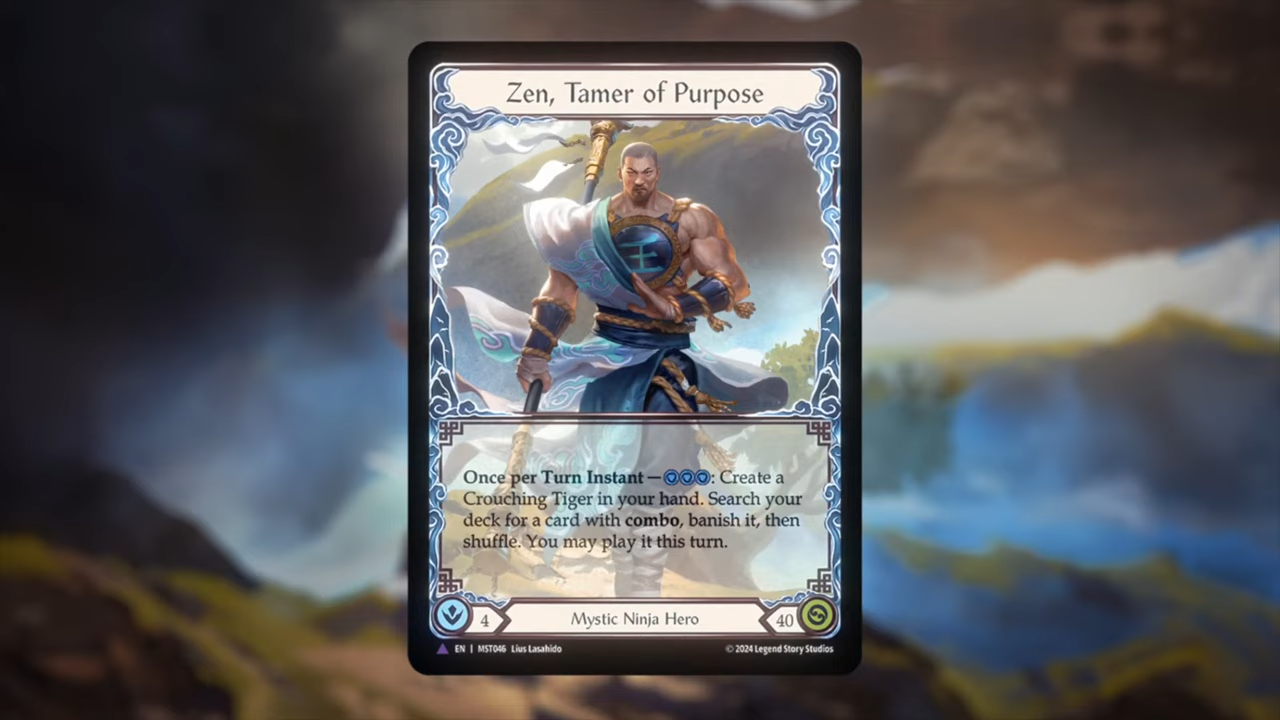 Zen, Tamer of Purpose
王
Once per Turn Instant — : Create a
Crouching Tiger in your hand. Search your
deck for a card with combo, banish it, then
shuffle. You may play it this turn.
4
Mystic Ninja Hero
40
EN | MST046 Lius Lasahido
© 2024 Legend Story Studios